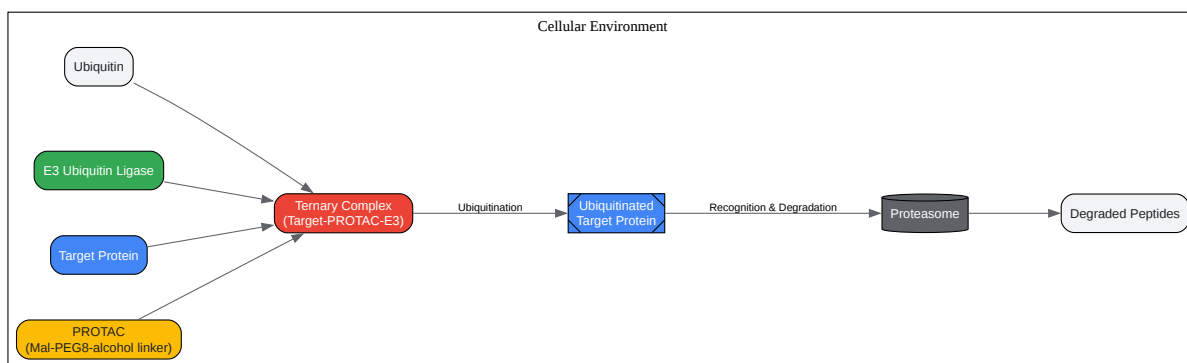 Cellular Environment
Ubiquitin
E3 Ubiquitin Ligase
Target Protein
PROTAC
(Mal-PEG8-alcohol linker)
Ternary Complex
(Target-PROTAC-E3)
Ubiquitination
Ubiquitinated
Target Protein
Recognition & Degradation
Proteasome
Degraded Peptides